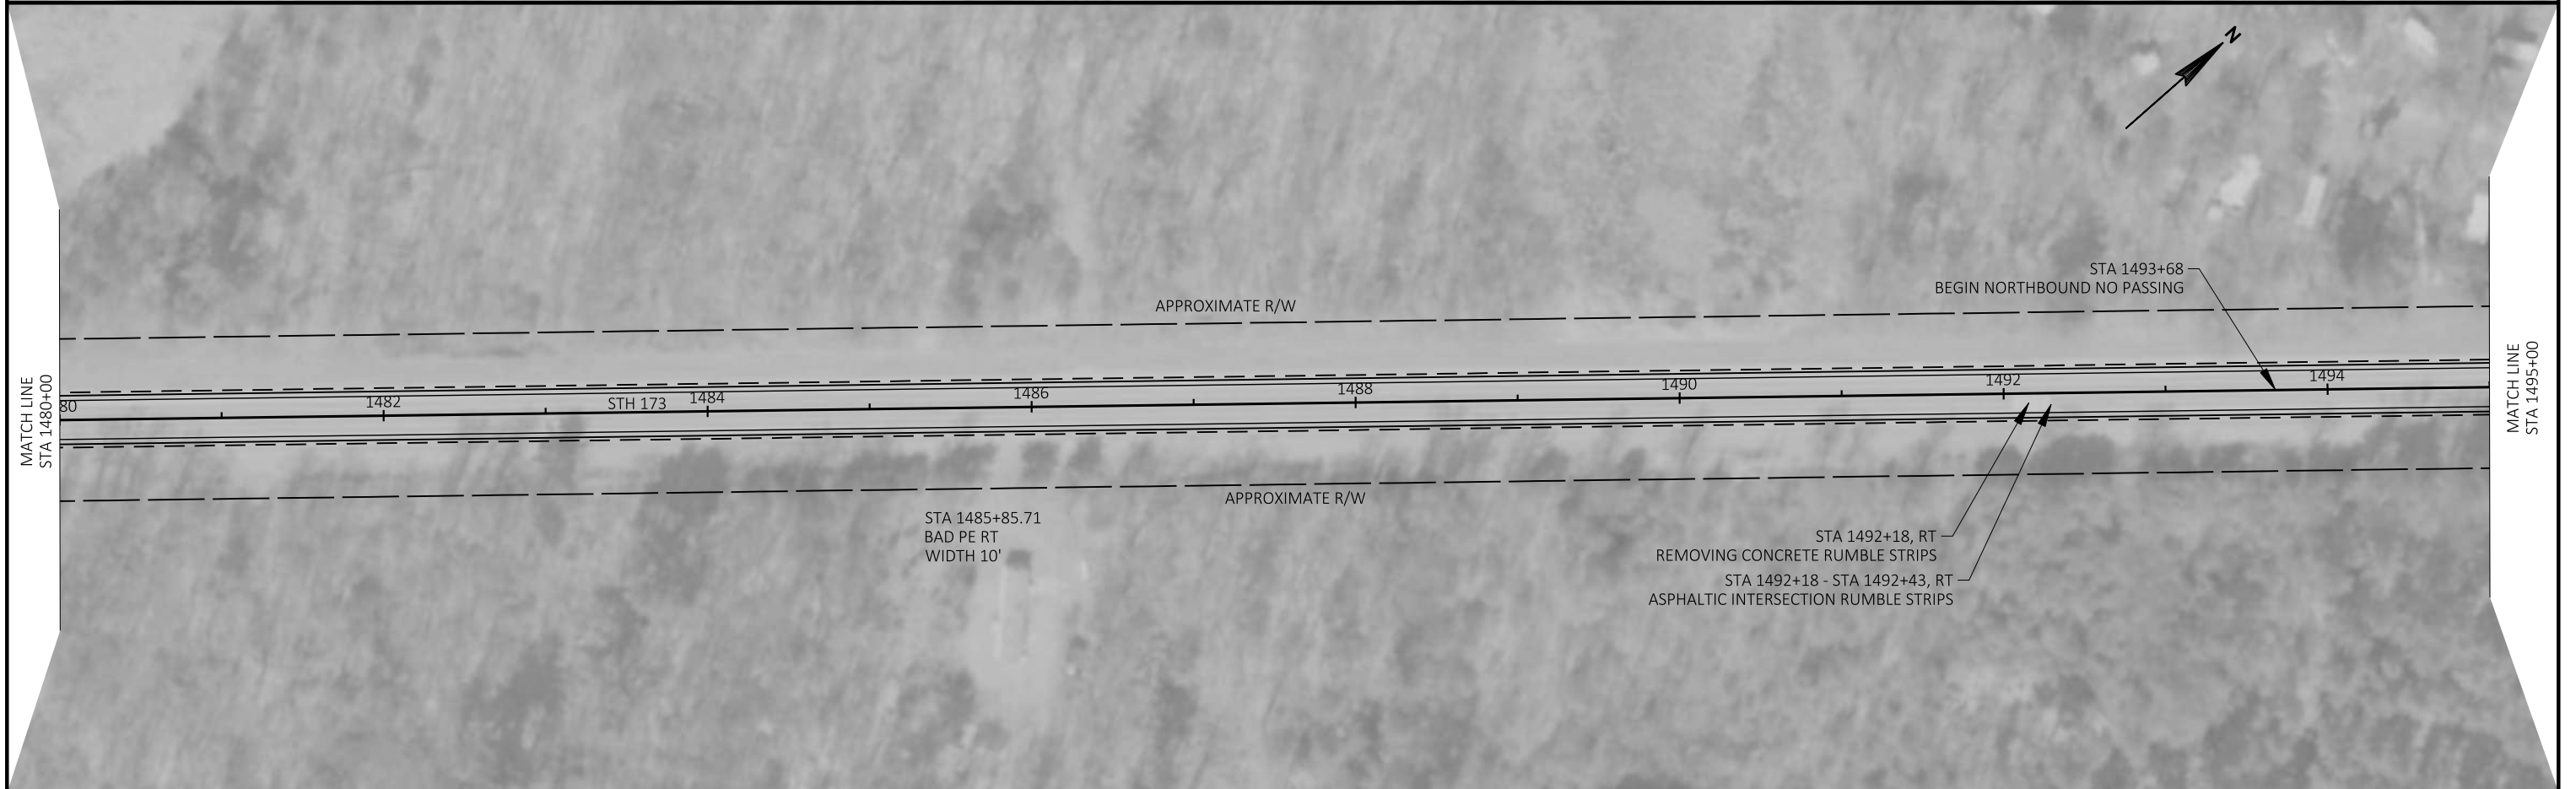 N
STA 1493+68
BEGIN NORTHBOUND NO PASSING
APPROXIMATE R/W
MATCH LINE
STA 1480+00
80
1482
STH 173
1484
1486
1488
1490
1492
1494
MATCH LINE
STA 1495+00
APPROXIMATE R/W
STA 1485+85.71
BAD PE RT
WIDTH 10'
STA 1492+18, RT
REMOVING CONCRETE RUMBLE STRIPS
STA 1492+18 - STA 1492+43, RT
ASPHALTIC INTERSECTION RUMBLE STRIPS